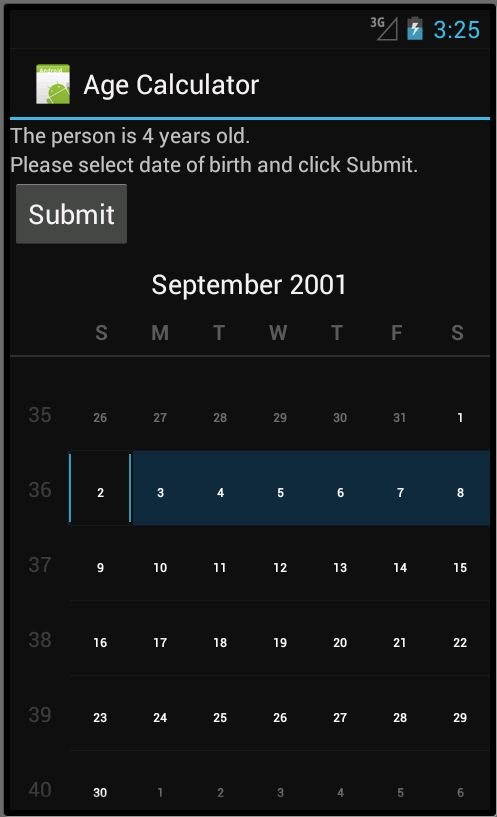 3G 3:25
Android
Age Calculator
The person is 4 years old.
Please select date of birth and click Submit.
Submit
September 2001
S M T W T F S
35 26 27 28 29 30 31 1
36 2 3 4 5 6 7 8
37 9 10 11 12 13 14 15
38 16 17 18 19 20 21 22
39 23 24 25 26 27 28 29
40 30 1 2 3 4 5 6